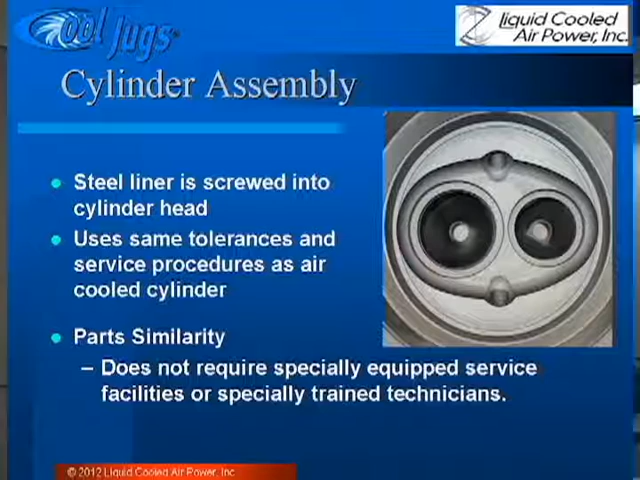 Cool Jugs
Liquid Cooled
Air Power, Inc.
Cylinder Assembly
Steel liner is screwed into
cylinder head
Uses same tolerances and
service procedures as air
cooled cylinder
Parts Similarity
– Does not require specially equipped service
facilities or specially trained technicians.
© 2012 Liquid Cooled Air Power, Inc